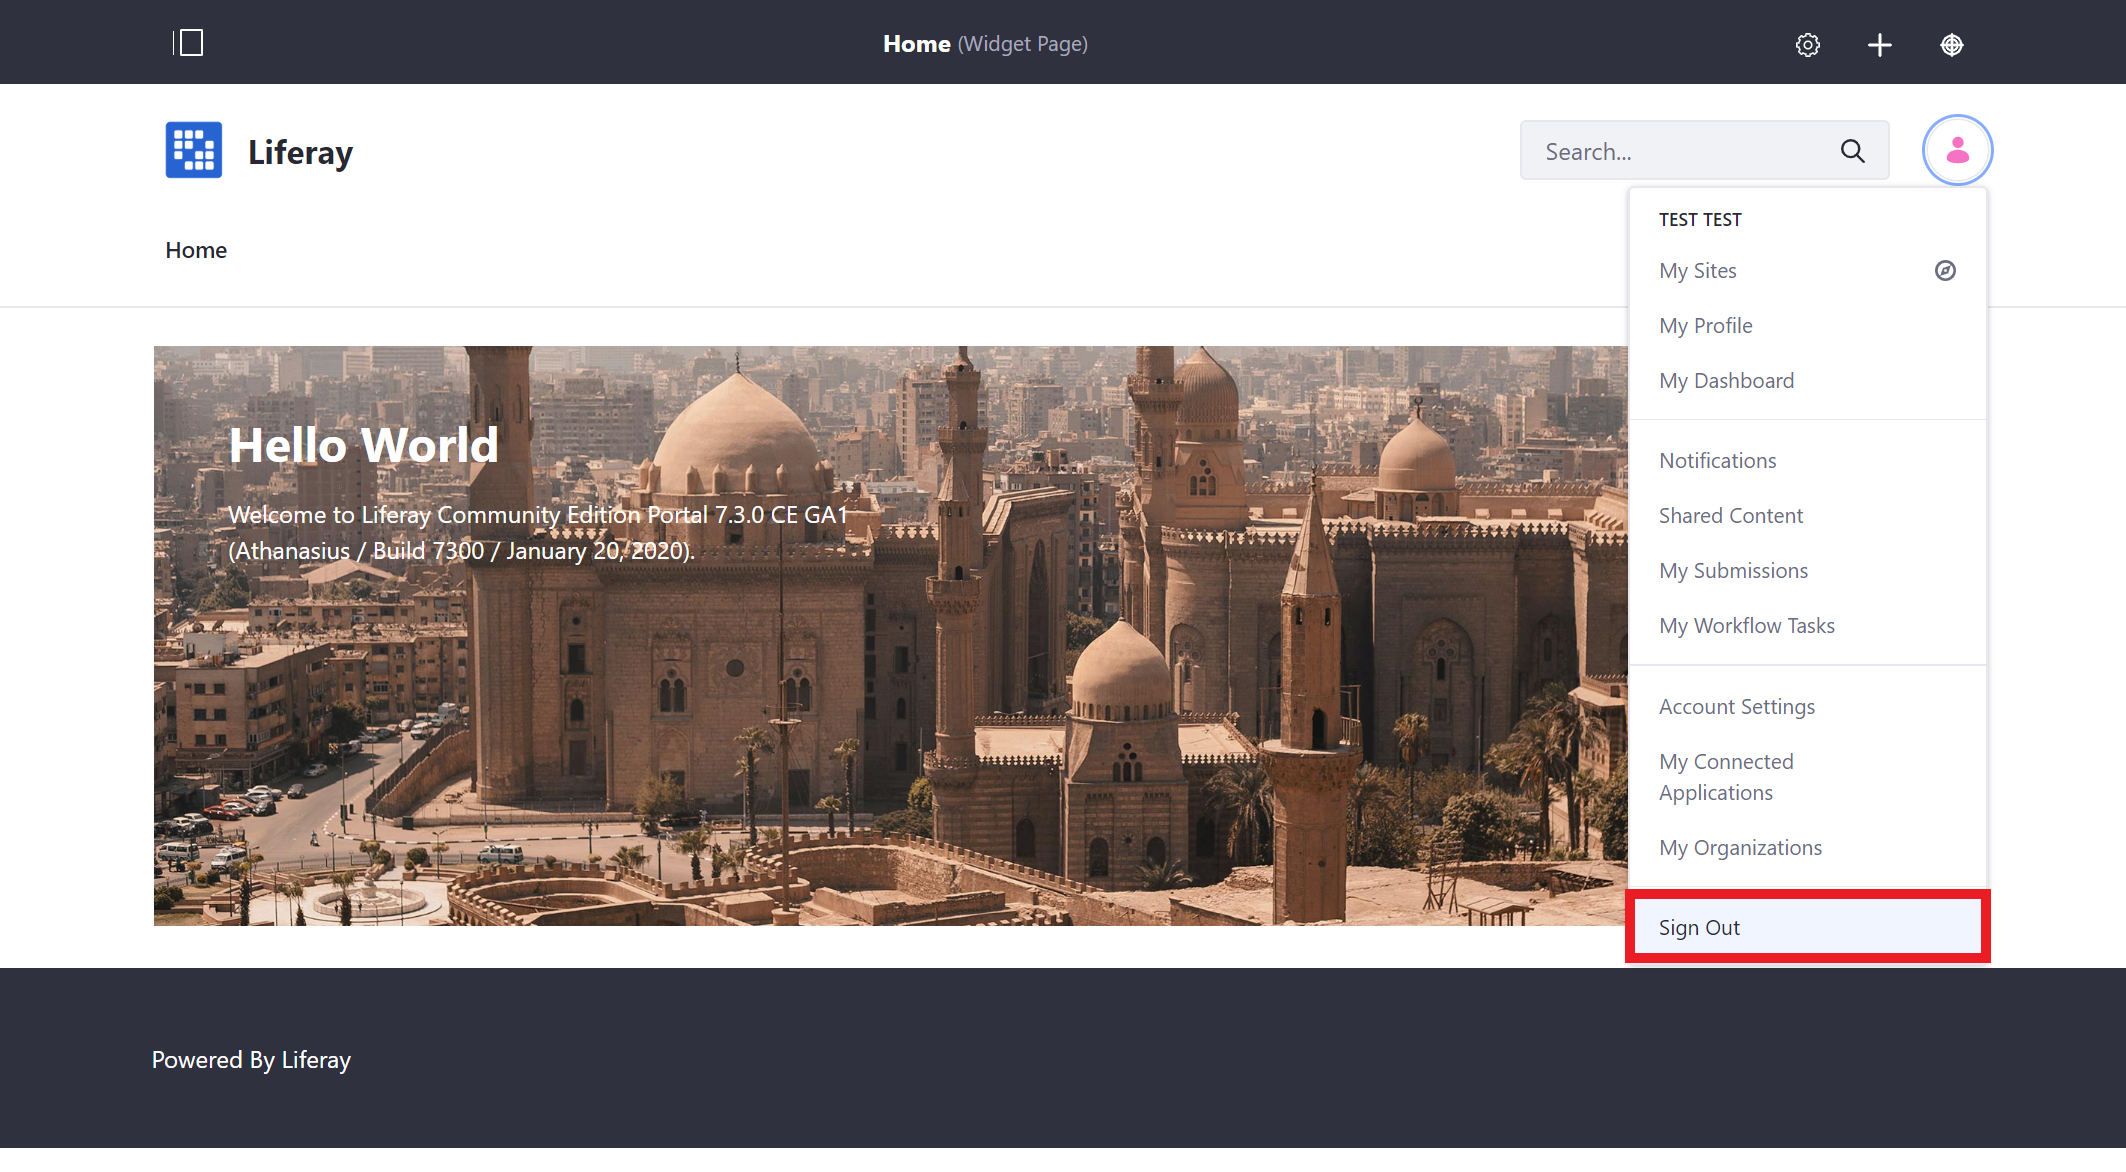 Home (Widget Page)
Liferay
Search...
Home
TEST TEST
My Sites
My Profile
My Dashboard
Notifications
Shared Content
My Submissions
My Workflow Tasks
Account Settings
My Connected
Applications
My Organizations
Sign Out
Hello World
Welcome to Liferay Community Edition Portal 7.3.0 CE GA1
(Athanasius / Build 7300 / January 20, 2020).
Powered By Liferay